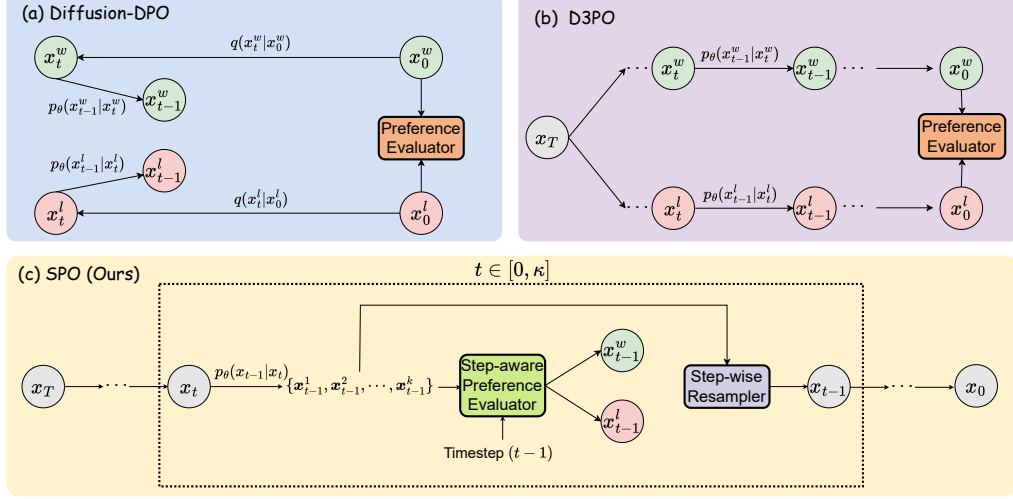 (a) Diffusion-DPO
x_t^w
q(x_t^w|x_0^w)
x_0^w
p_θ(x_{t-1}^w|x_t^w)
x_{t-1}^w
Preference
Evaluator
p_θ(x_{t-1}^l|x_t^l)
x_{t-1}^l
x_t^l
q(x_t^l|x_0^l)
x_0^l
(b) D3PO
x_T
···
x_t^w
p_θ(x_{t-1}^w|x_t^w)
x_{t-1}^w
···
x_0^w
Preference
Evaluator
···
x_t^l
p_θ(x_{t-1}^l|x_t^l)
x_{t-1}^l
···
x_0^l
(c) SPO (Ours)
t ∈ [0, κ]
x_T
···
x_t
p_θ(x_{t-1}|x_t)
{x_{t-1}^1, x_{t-1}^2, ···, x_{t-1}^k}
Step-aware
Preference
Evaluator
Timestep (t − 1)
x_{t-1}^w
x_{t-1}^l
Step-wise
Resampler
x_{t-1}
···
x_0